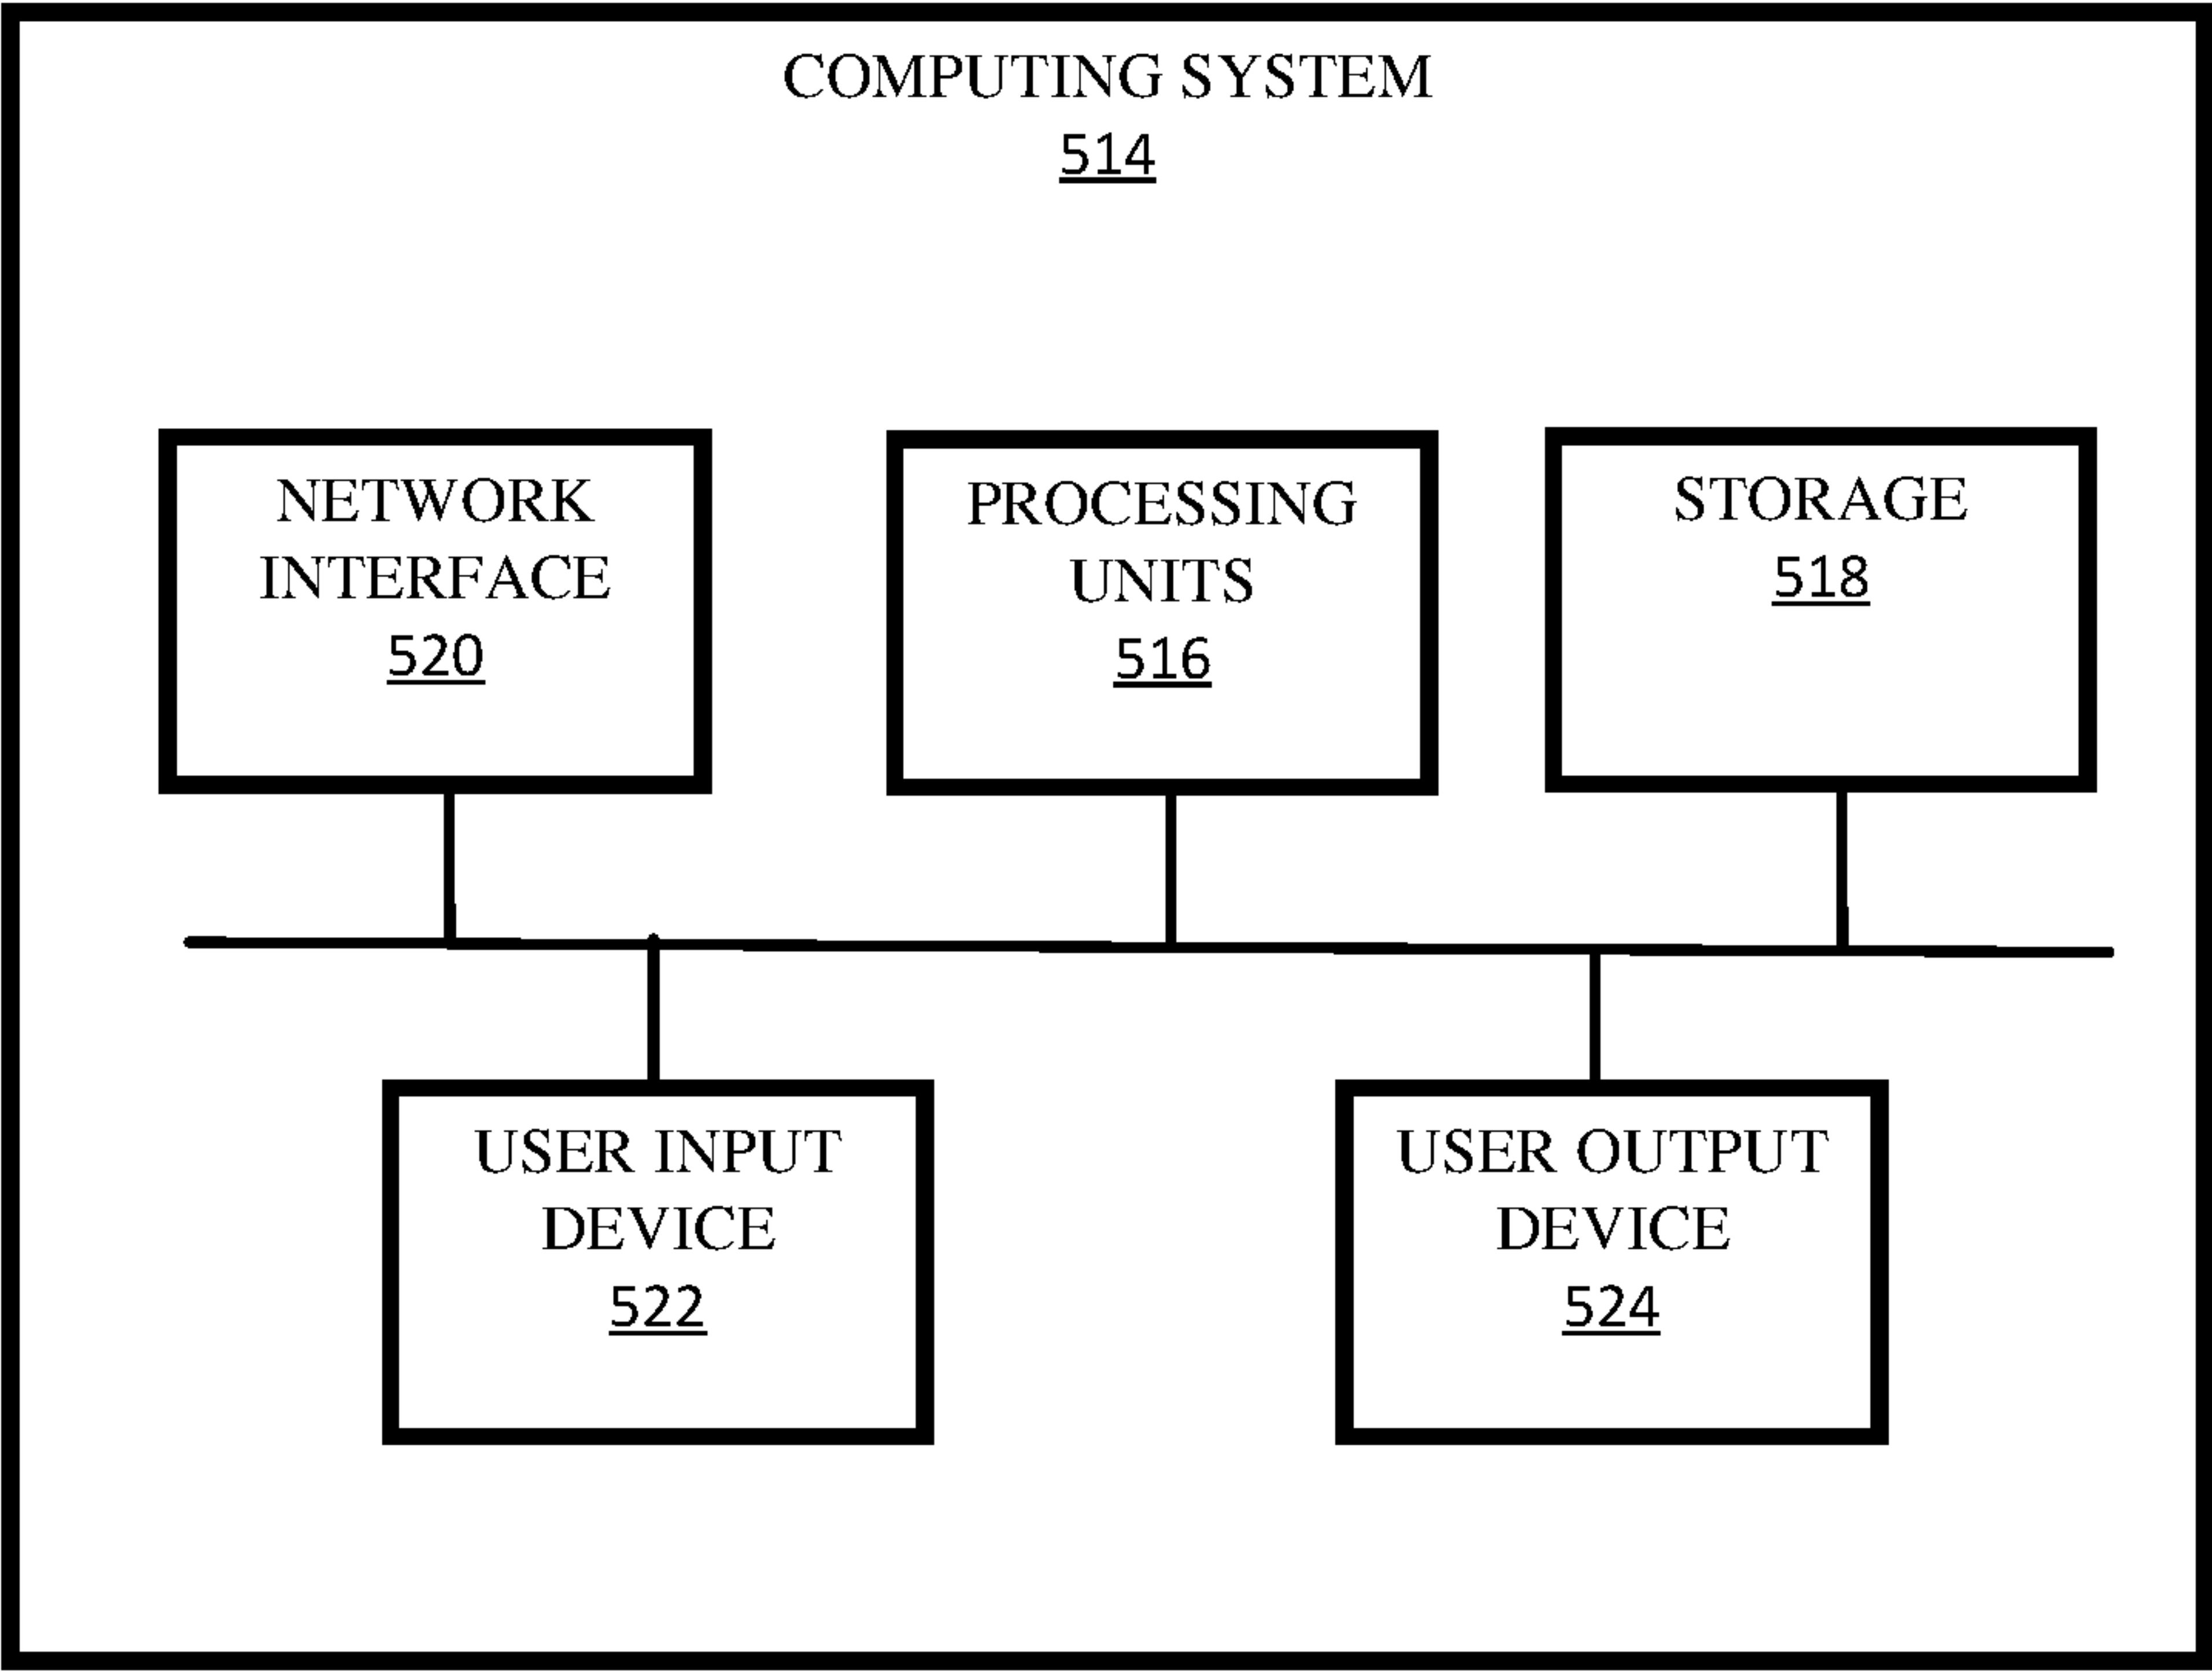 COMPUTING SYSTEM
514
NETWORK
INTERFACE
520
PROCESSING
UNITS
516
STORAGE
518
USER INPUT
DEVICE
522
USER OUTPUT
DEVICE
524